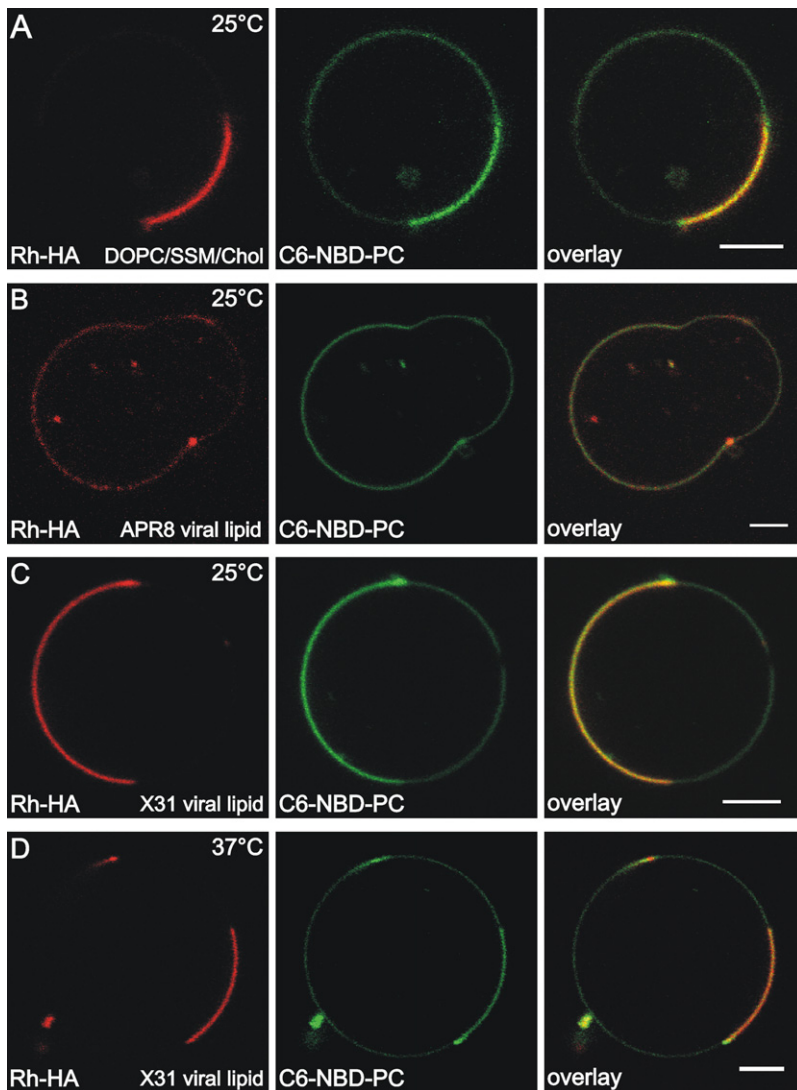 A 25°C
Rh-HA DOPC/SSM/Chol C6-NBD-PC overlay
B 25°C
Rh-HA APR8 viral lipid C6-NBD-PC overlay
C 25°C
Rh-HA X31 viral lipid C6-NBD-PC overlay
D 37°C
Rh-HA X31 viral lipid C6-NBD-PC overlay